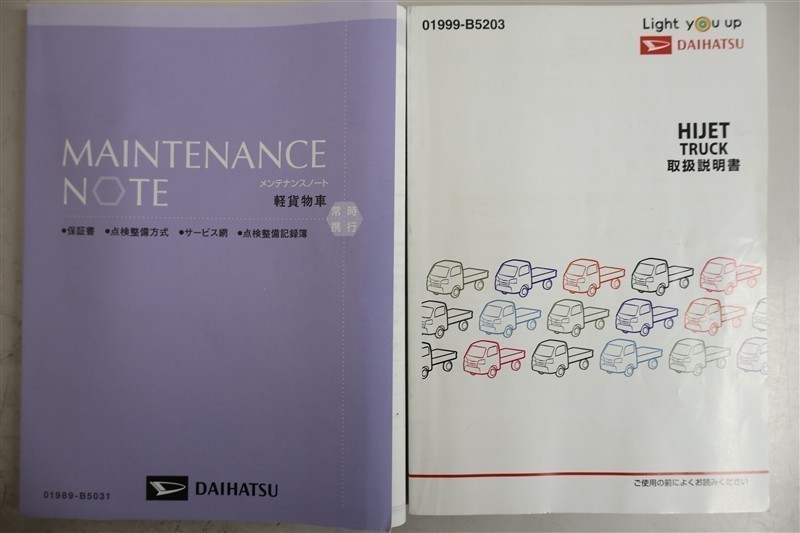 MAINTENANCE
NOTE
メンテナンスノート
軽貨物車
常時
携行
●保証書 ●点検整備方式 ●サービス網 ●点検整備記録簿
01989-B5031
DAIHATSU
01999-B5203
Light you up
DAIHATSU
HIJET
TRUCK
取扱説明書
ご使用の前によくお読みください